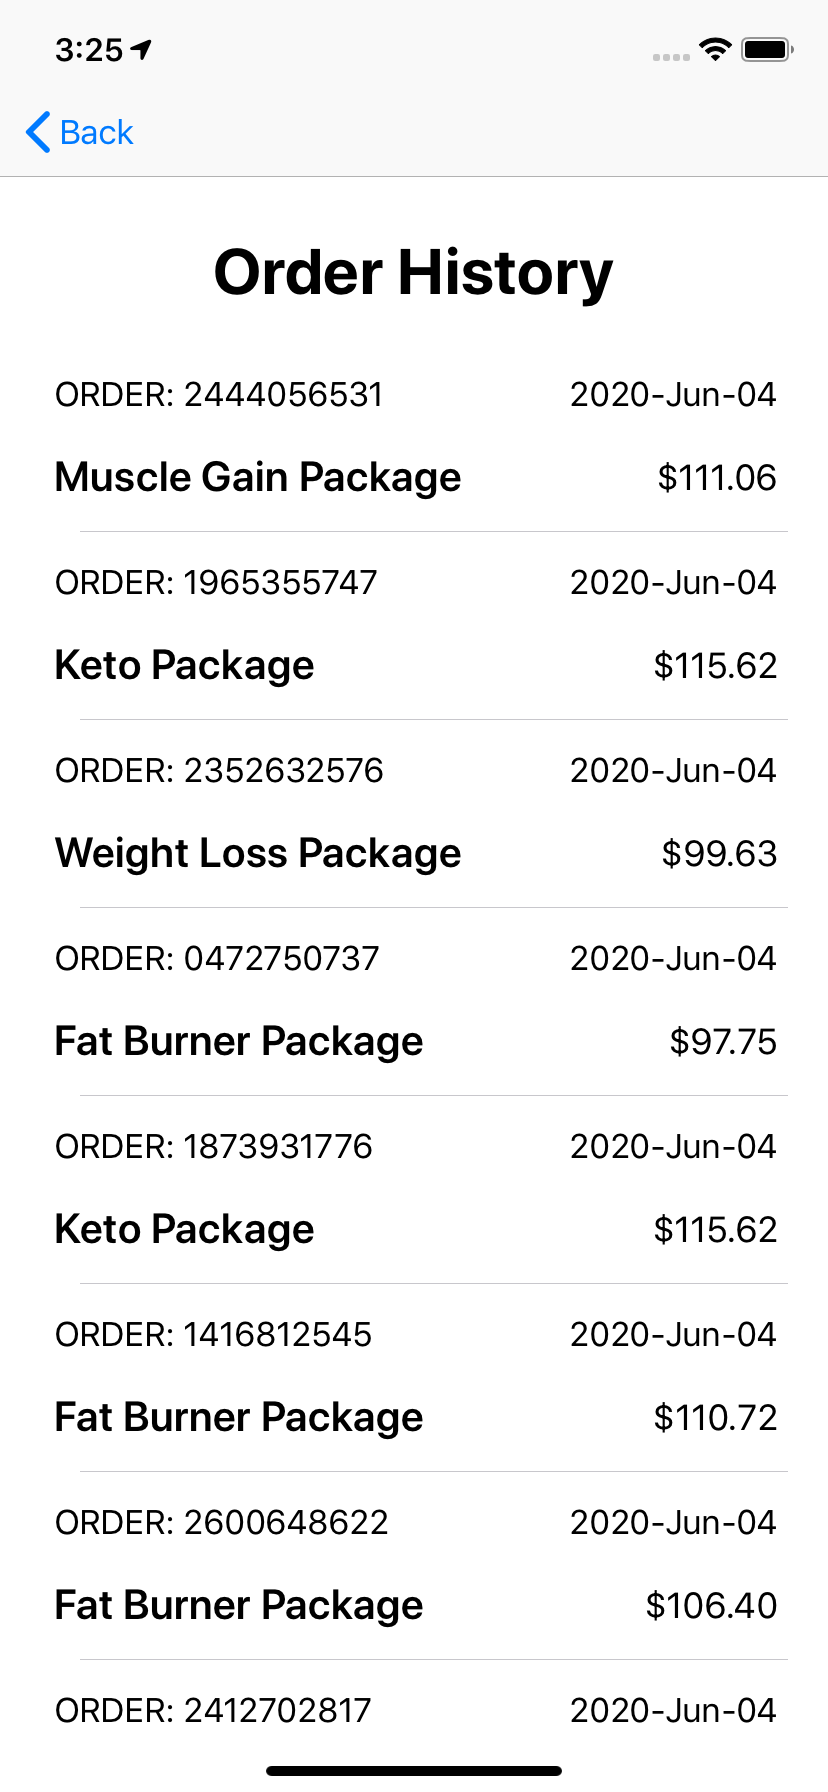 3:25
Back
Order History
ORDER: 2444056531 2020-Jun-04
Muscle Gain Package $111.06
ORDER: 1965355747 2020-Jun-04
Keto Package $115.62
ORDER: 2352632576 2020-Jun-04
Weight Loss Package $99.63
ORDER: 0472750737 2020-Jun-04
Fat Burner Package $97.75
ORDER: 1873931776 2020-Jun-04
Keto Package $115.62
ORDER: 1416812545 2020-Jun-04
Fat Burner Package $110.72
ORDER: 2600648622 2020-Jun-04
Fat Burner Package $106.40
ORDER: 2412702817 2020-Jun-04